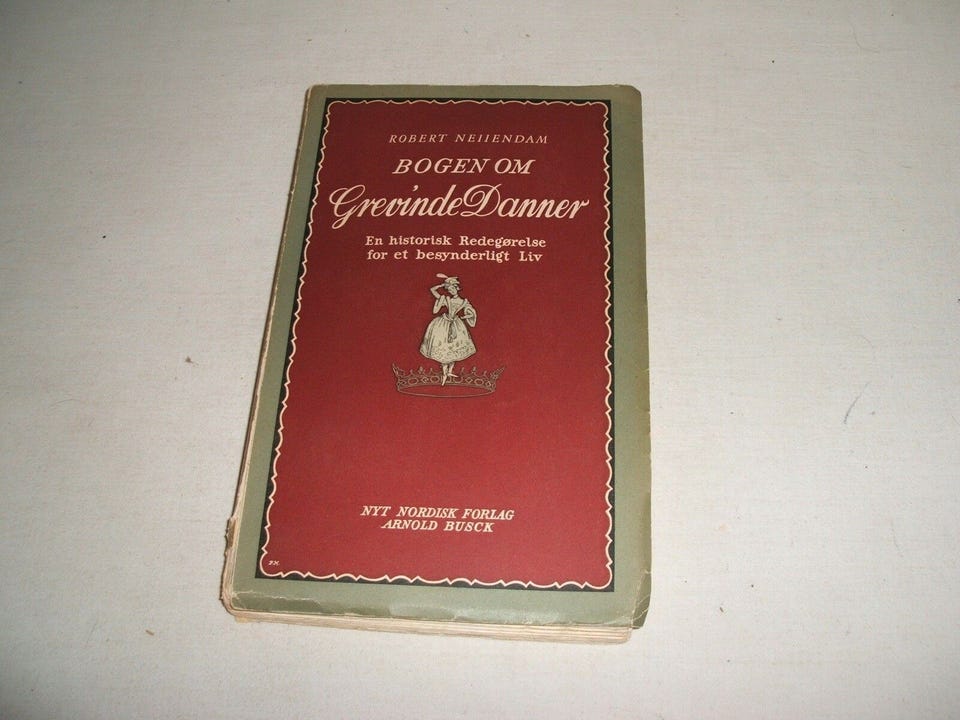 ROBERT NEIIENDAM
BOGEN OM
Grevinde Danner
En historisk Redegørelse
for et besynderligt Liv
NYT NORDISK FORLAG
ARNOLD BUSCK